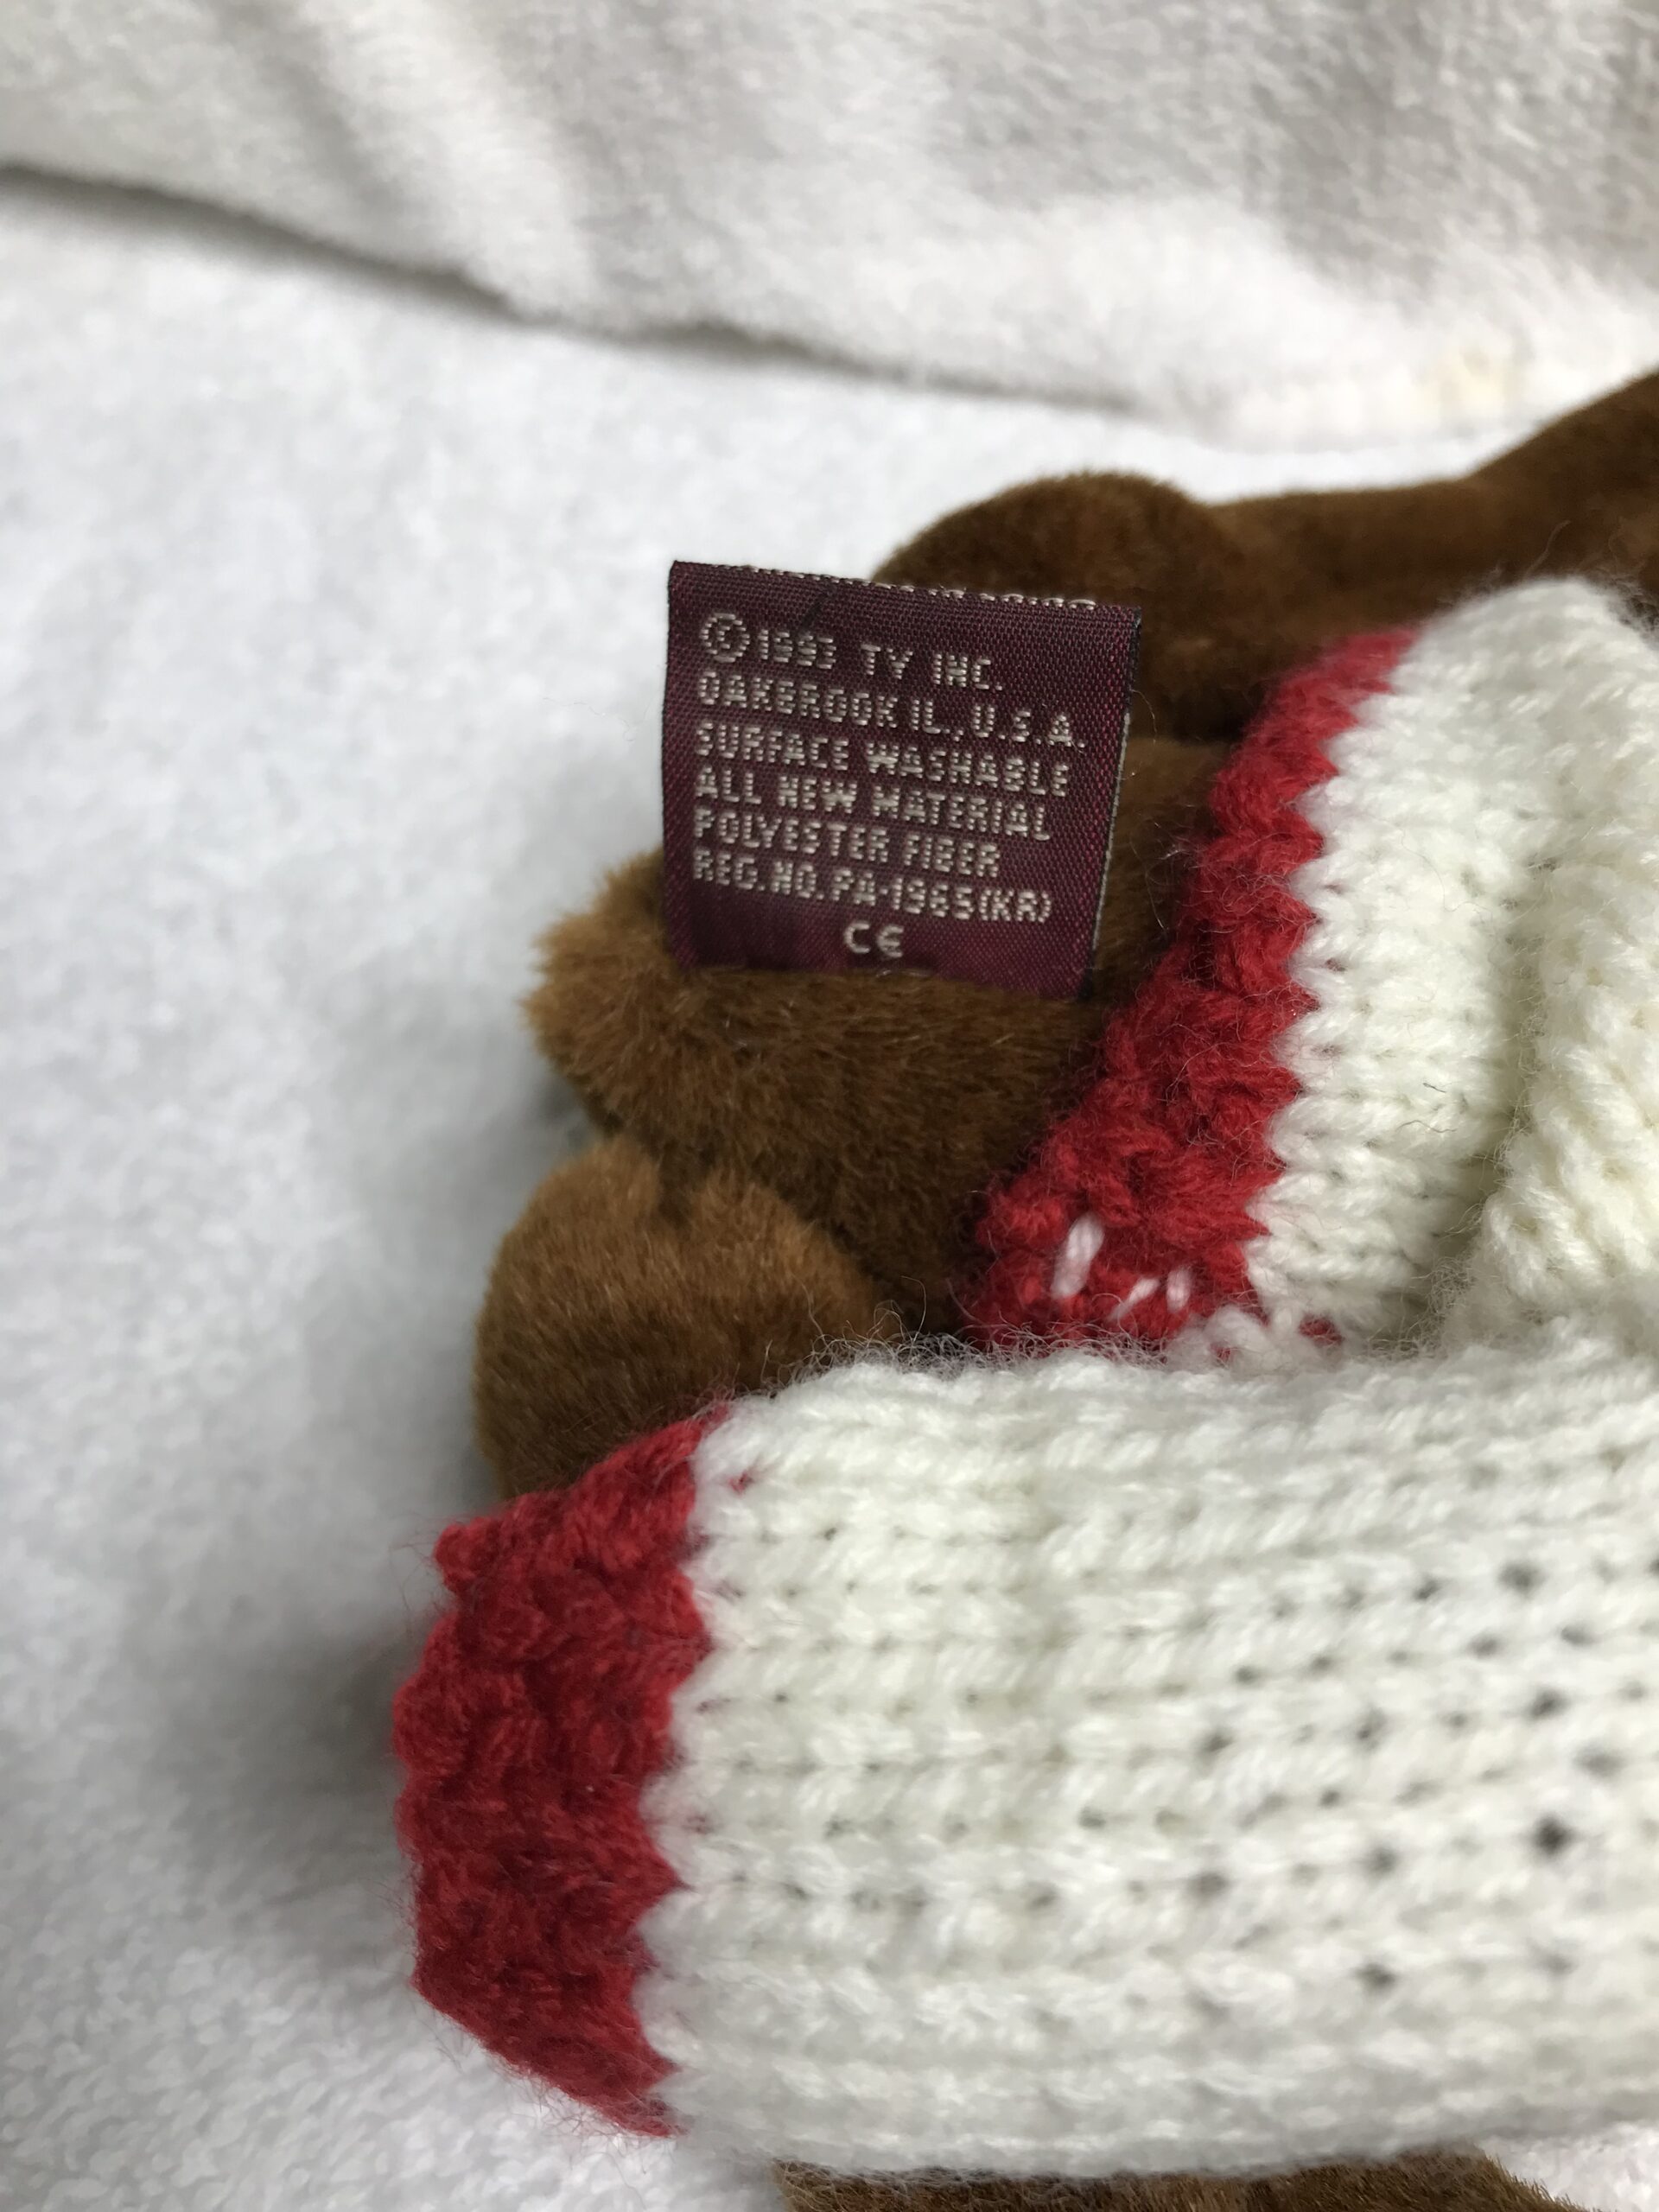 ©1993 TY INC.
OAKBROOK IL., U.S.A.
SURFACE WASHABLE
ALL NEW MATERIAL
POLYESTER FIBER
REG. NO. PA-1965(KR)
CE